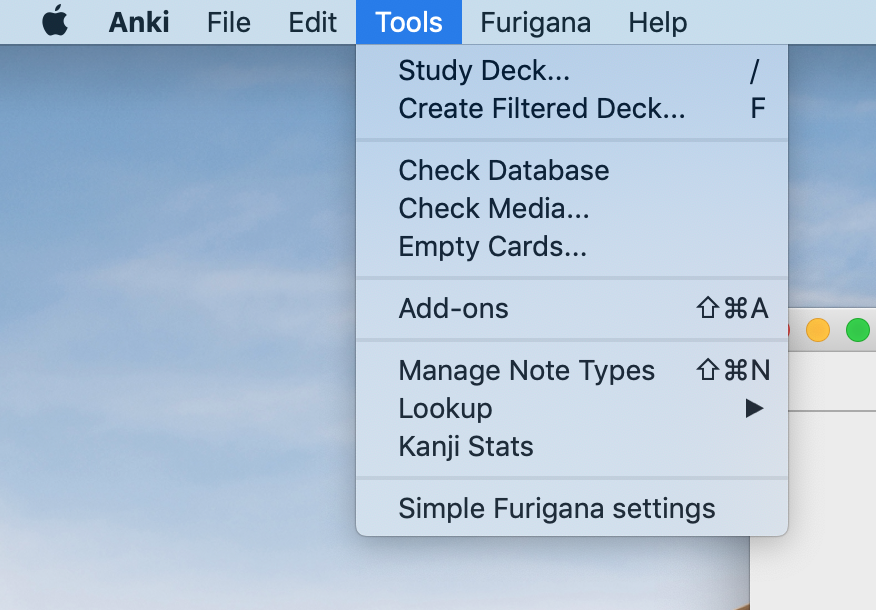 Anki File Edit Tools Furigana Help
Study Deck... /
Create Filtered Deck... F
Check Database
Check Media...
Empty Cards...
Add-ons ⇧⌘A
Manage Note Types ⇧⌘N
Lookup ▶
Kanji Stats
Simple Furigana settings